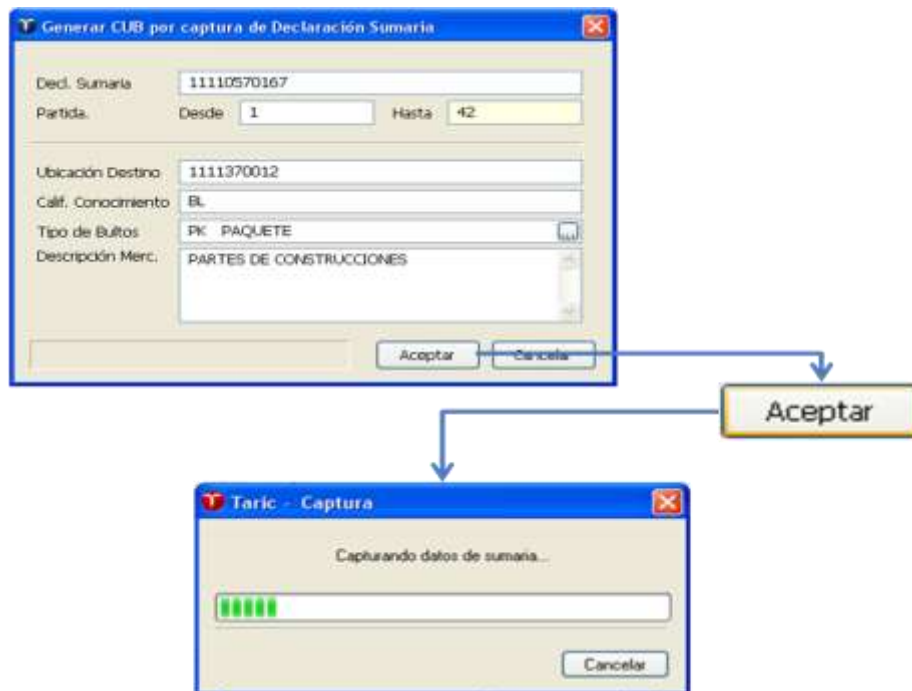 Generar CUB por captura de Declaración Sumaria
Decl. Sumaria 11110570167
Partida. Desde 1 Hasta 42
Ubicación Destino 1111370012
Calif. Conocimiento BL
Tipo de Bultos PK PAQUETE ...
Descripción Merc. PARTES DE CONSTRUCCIONES
Aceptar Cancelar
Aceptar
Taric - Captura
Capturando datos de sumaria...
Cancelar